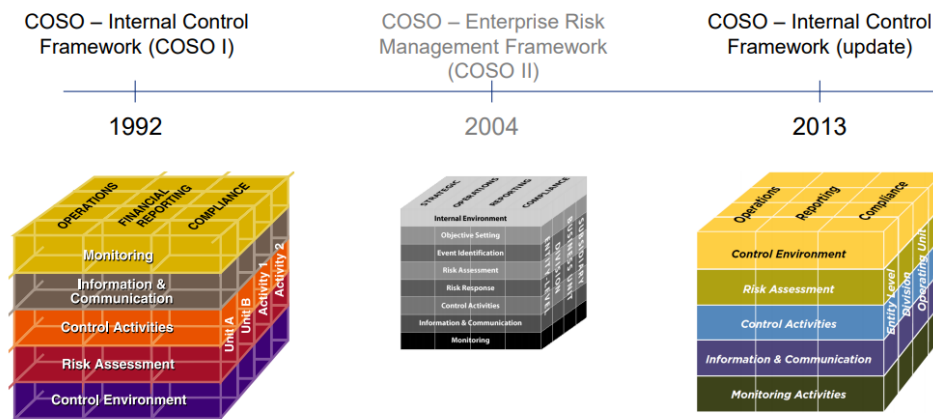 COSO – Internal Control
Framework (COSO I)
COSO – Enterprise Risk
Management Framework
(COSO II)
COSO – Internal Control
Framework (update)
1992
2004
2013
OPERATIONS
FINANCIAL
REPORTING
COMPLIANCE
Monitoring
Information &
Communication
Control Activities
Risk Assessment
Control Environment
Unit A
Unit B
Activity 1
Activity 2
STRATEGIC
OPERATIONS
REPORTING
COMPLIANCE
Internal Environment
Objective Setting
Event Identification
Risk Assessment
Risk Response
Control Activities
Information & Communication
Monitoring
ENTITY-LEVEL
DIVISION
BUSINESS UNIT
SUBSIDIARY
Operations
Reporting
Compliance
Control Environment
Risk Assessment
Control Activities
Information & Communication
Monitoring Activities
Entity Level
Division
Operating Unit